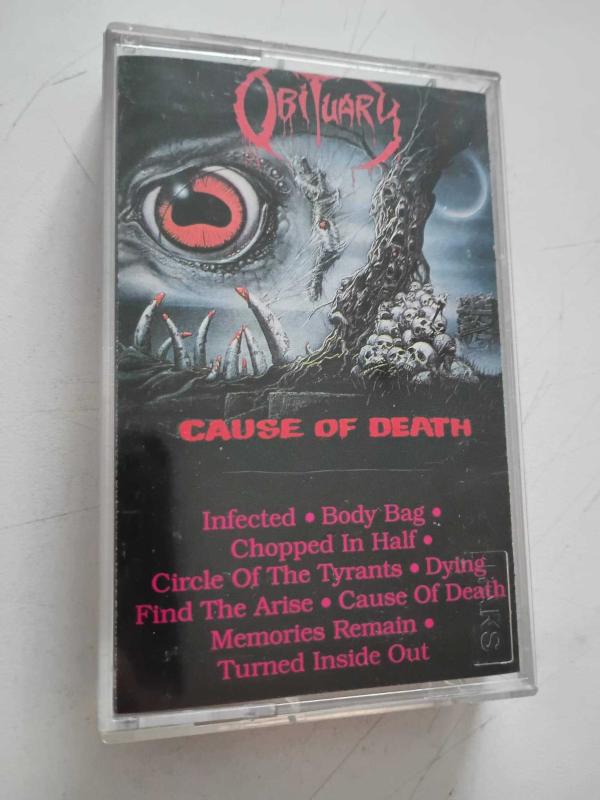 OBITUARY
CAUSE OF DEATH
Infected • Body Bag •
Chopped In Half •
Circle Of The Tyrants • Dying
Find The Arise • Cause Of Death
Memories Remain •
Turned Inside Out